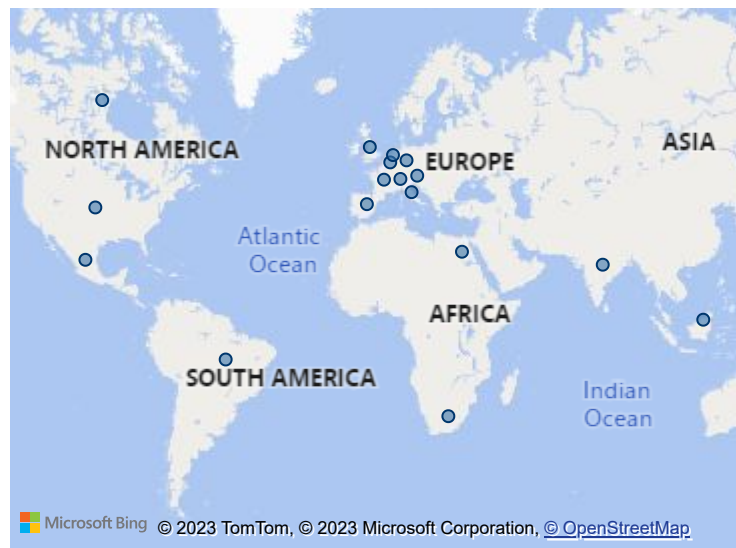 NORTH AMERICA
EUROPE
ASIA
Atlantic
Ocean
AFRICA
SOUTH AMERICA
Indian
Ocean
Microsoft Bing
© 2023 TomTom, © 2023 Microsoft Corporation, © OpenStreetMap